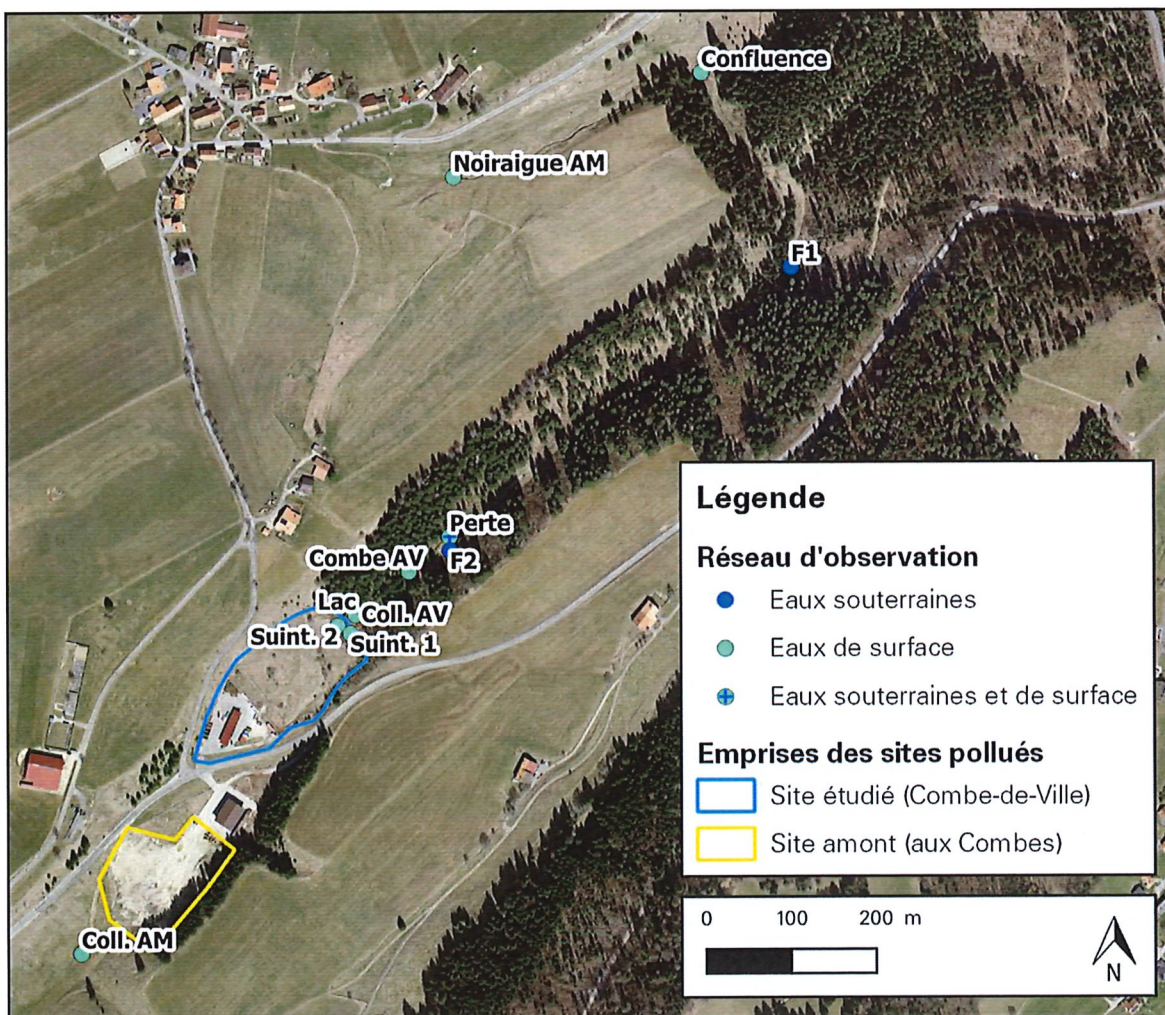 Confluence
Noiraigue AM
F1
Perte
F2
Combe AV
Lac
Coll. AV
Suint. 2
Suint. 1
Coll. AM
Légende
Réseau d'observation
Eaux souterraines
Eaux de surface
Eaux souterraines et de surface
Emprises des sites pollués
Site étudié (Combe-de-Ville)
Site amont (aux Combes)
0 100 200 m
N